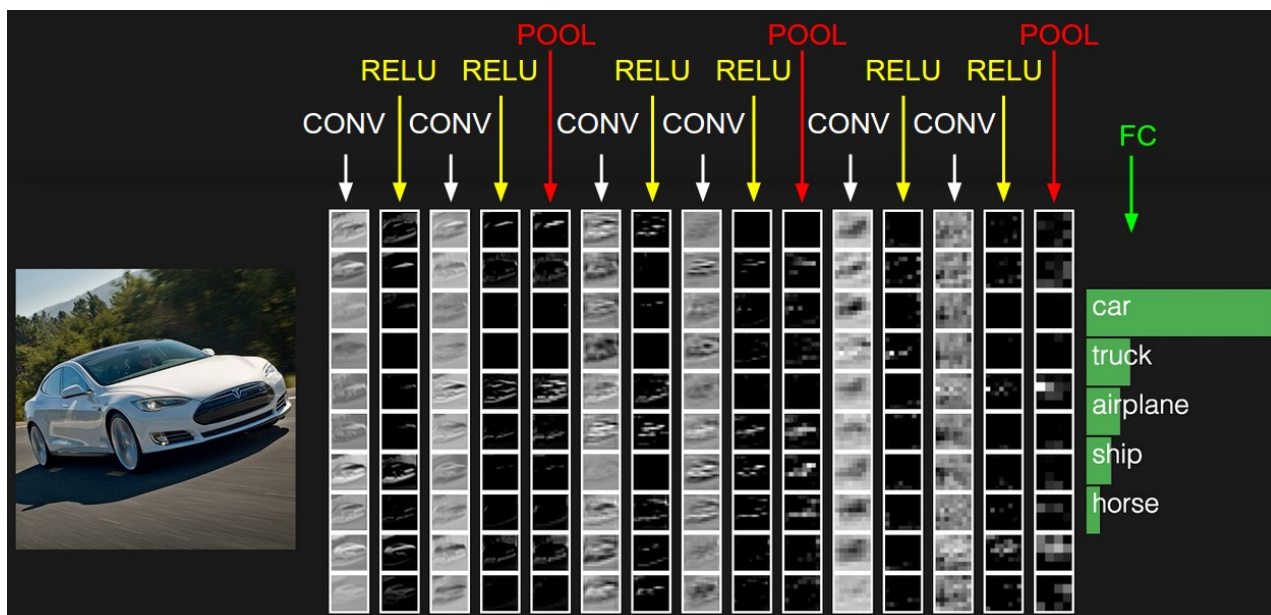 POOL POOL POOL
RELU RELU RELU RELU RELU RELU
CONV CONV CONV CONV CONV CONV
FC
car
truck
airplane
ship
horse